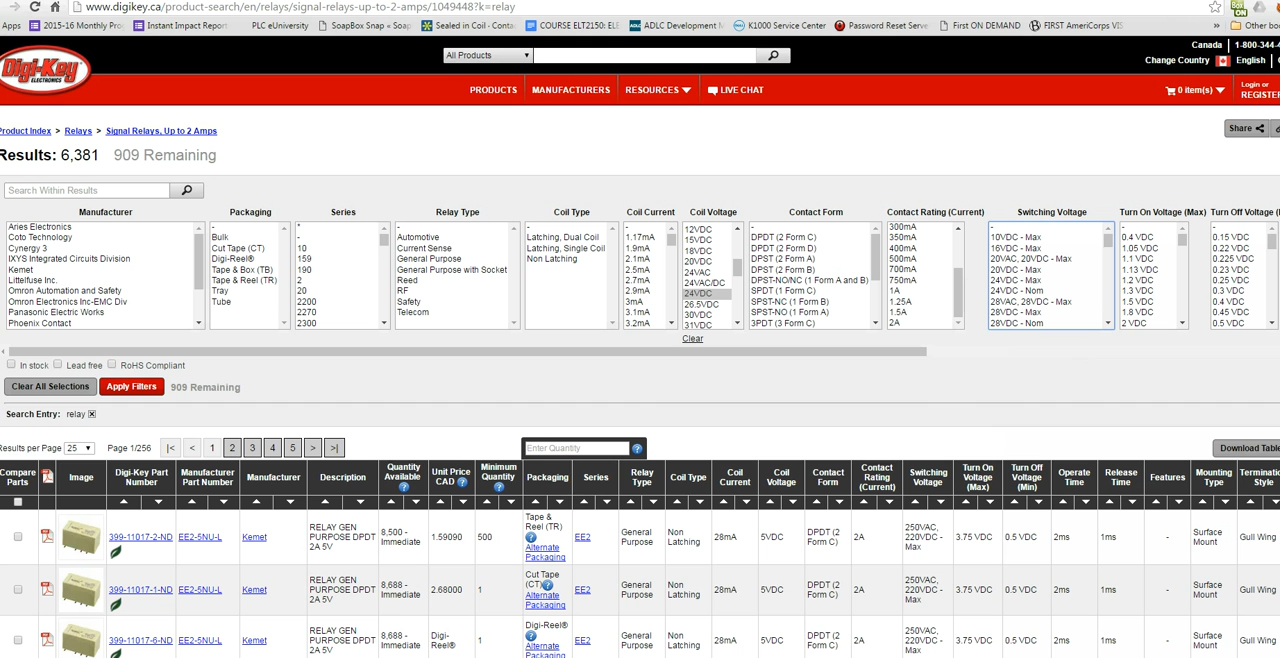 www.digikey.ca/product-search/en/relays/signal-relays-up-to-2-amps/1049448?k=relay
Apps 2015-16 Monthly Pro Instant Impact Report PLC eUniversity SoapBox Snap « Soap Sealed in Coil - Contact COURSE ELT2150: ELE ADLC Development M K1000 Service Center Password Reset Serve First ON DEMAND FIRST AmeriCorps VIS » Other bo
Box ON
Canada 1-800-344-4
Change Country English
Digi-Key
ELECTRONICS
All Products
PRODUCTS MANUFACTURERS RESOURCES LIVE CHAT 0 item(s) Login or
REGISTER
Product Index > Relays > Signal Relays, Up to 2 Amps
Share
Results: 6,381 909 Remaining
Search Within Results
Manufacturer Packaging Series Relay Type Coil Type Coil Current Coil Voltage Contact Form Contact Rating (Current) Switching Voltage Turn On Voltage (Max) Turn Off Voltage (
Aries Electronics
Coto Technology
Cynergy 3
IXYS Integrated Circuits Division
Kemet
Littelfuse Inc.
Omron Automation and Safety
Omron Electronics Inc-EMC Div
Panasonic Electric Works
Phoenix Contact
-
Bulk
Cut Tape (CT)
Digi-Reel®
Tape & Box (TB)
Tape & Reel (TR)
Tray
Tube
*
-
10
159
190
2
20
2200
2270
2300
-
Automotive
Current Sense
General Purpose
General Purpose with Socket
Reed
RF
Safety
Telecom
-
Latching, Dual Coil
Latching, Single Coil
Non Latching
-
1.17mA
1.9mA
2.1mA
2.5mA
2.7mA
2.9mA
3mA
3.1mA
3.2mA
12VDC
15VDC
18VDC
20VDC
24VAC
24VAC/DC
24VDC
26.5VDC
30VDC
31VDC
Clear
-
DPDT (2 Form C)
DPST (2 Form A)
DPST (2 Form B)
DPST-NO/NC (1 Form A and B)
SPDT (1 Form C)
SPST-NC (1 Form B)
SPST-NO (1 Form A)
3PDT (3 Form C)
300mA
350mA
400mA
500mA
700mA
750mA
1A
1.25A
1.5A
2A
-
10VDC - Max
16VDC - Max
20VAC, 20VDC - Max
20VDC - Max
24VDC - Max
24VDC - Nom
28VAC, 28VDC - Max
28VDC - Max
28VDC - Nom
-
0.4 VDC
1.05 VDC
1.1 VDC
1.13 VDC
1.2 VDC
1.3 VDC
1.5 VDC
1.8 VDC
2 VDC
-
0.15 VDC
0.22 VDC
0.225 VDC
0.23 VDC
0.25 VDC
0.3 VDC
0.4 VDC
0.45 VDC
0.5 VDC
In stock Lead free RoHS Compliant
Clear All Selections Apply Filters 909 Remaining
Search Entry: relay
Results per Page 25 Page 1/256 |< < 1 2 3 4 5 > >| Enter Quantity ? Download Table
Compare Parts Image Digi-Key Part Number Manufacturer Part Number Manufacturer Description Quantity Available Unit Price CAD Minimum Quantity Packaging Series Relay Type Coil Type Coil Current Coil Voltage Contact Form Contact Rating (Current) Switching Voltage Turn On Voltage (Max) Turn Off Voltage (Min) Operate Time Release Time Features Mounting Type Termination Style
399-11017-2-ND EE2-5NU-L Kemet RELAY GEN PURPOSE DPDT 2A 5V 8,500 - Immediate 1.59090 500 Tape & Reel (TR) Alternate Packaging EE2 General Purpose Non Latching 28mA 5VDC DPDT (2 Form C) 2A 250VAC, 220VDC - Max 3.75 VDC 0.5 VDC 2ms 1ms - Surface Mount Gull Wing
399-11017-1-ND EE2-5NU-L Kemet RELAY GEN PURPOSE DPDT 2A 5V 8,688 - Immediate 2.68000 1 Cut Tape (CT) Alternate Packaging EE2 General Purpose Non Latching 28mA 5VDC DPDT (2 Form C) 2A 250VAC, 220VDC - Max 3.75 VDC 0.5 VDC 2ms 1ms - Surface Mount Gull Wing
399-11017-6-ND EE2-5NU-L Kemet RELAY GEN PURPOSE DPDT 2A 5V 8,688 - Immediate Digi-Reel® 1 Digi-Reel® Alternate Packaging EE2 General Purpose Non Latching 28mA 5VDC DPDT (2 Form C) 2A 250VAC, 220VDC - Max 3.75 VDC 0.5 VDC 2ms 1ms - Surface Mount Gull Wing